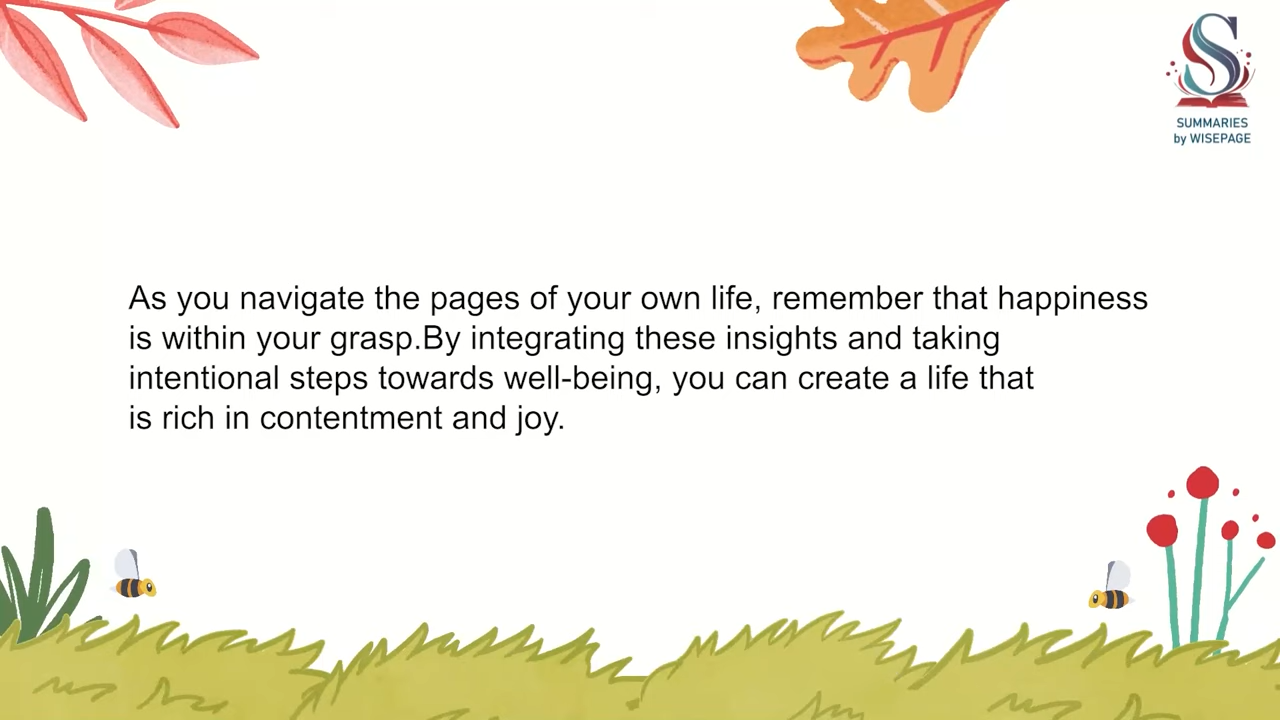 SUMMARIES
by WISEPAGE
As you navigate the pages of your own life, remember that happiness
is within your grasp.By integrating these insights and taking
intentional steps towards well-being, you can create a life that
is rich in contentment and joy.